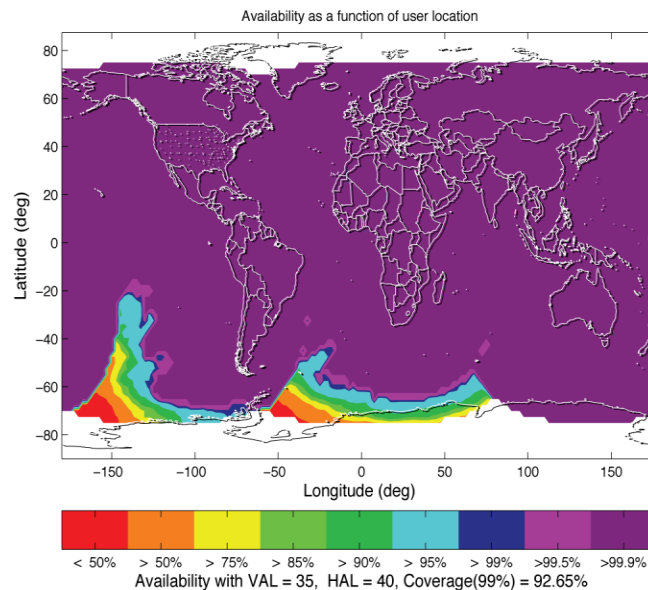 Availability as a function of user location
Latitude (deg)
80
60
40
20
0
−20
−40
−60
−80
−150 −100 −50 0 50 100 150
Longitude (deg)
< 50% > 50% > 75% > 85% > 90% > 95% > 99% >99.5% >99.9%
Availability with VAL = 35, HAL = 40, Coverage(99%) = 92.65%